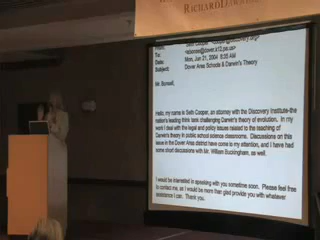 RICHARDDAW
From: Seth Cooper
To:
Date: Mon, Jun 21, 2004 8:05 AM
Subject: Dover Area Schools & Darwin's Theory
Mr. Bonsell,
Hello, my name is Seth Cooper, an attorney with the Discovery Institute-the
nation's leading think tank challenging Darwin's theory of evolution. In my
work I deal with the legal and policy issues related to the teaching of
Darwin's theory in public school science classrooms. Discussions on this
issue in the Dover Area district have come to my attention, and I have had
some short discussions with Mr. William Buckingham, as well.
I would be interested in speaking with you sometime soon. Please feel free
to contact me, as I would be more than glad provide you with whatever
assistance I can. Thank you.